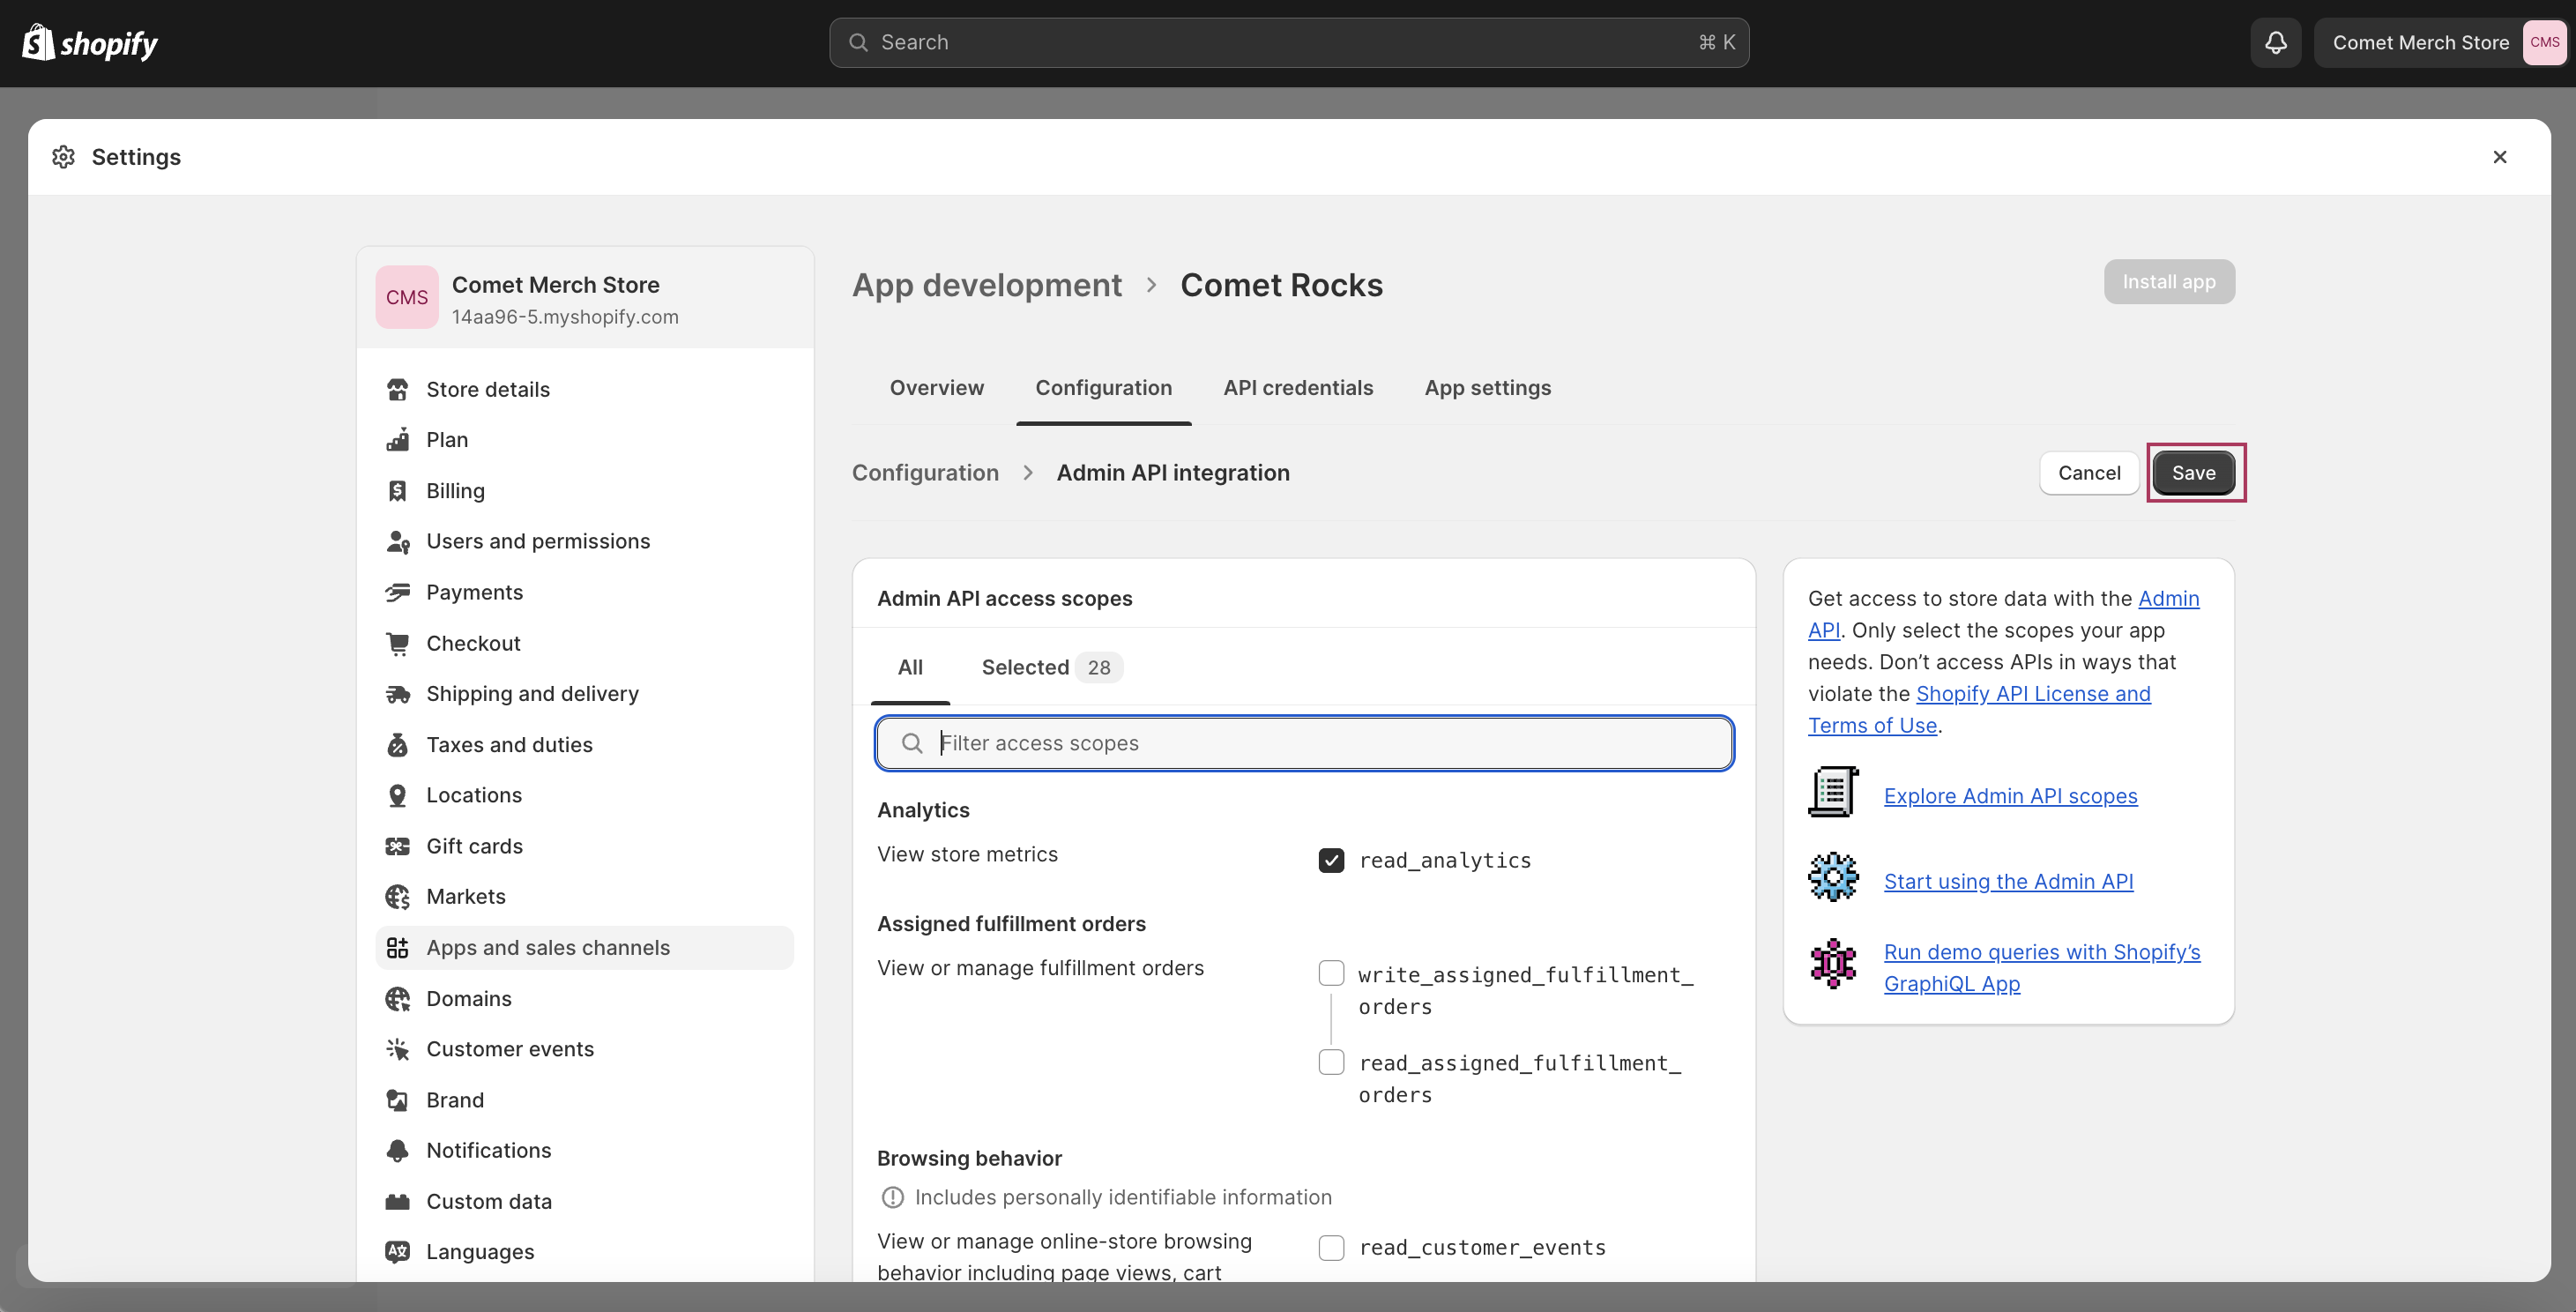 shopify
Search
⌘ K
Comet Merch Store
CMS
Settings
CMS
Comet Merch Store
14aa96-5.myshopify.com
Store details
Plan
Billing
Users and permissions
Payments
Checkout
Shipping and delivery
Taxes and duties
Locations
Gift cards
Markets
Apps and sales channels
Domains
Customer events
Brand
Notifications
Custom data
Languages
App development > Comet Rocks
Install app
Overview
Configuration
API credentials
App settings
Configuration > Admin API integration
Cancel
Save
Admin API access scopes
All
Selected 28
Filter access scopes
Analytics
View store metrics
read_analytics
Assigned fulfillment orders
View or manage fulfillment orders
write_assigned_fulfillment_
orders
read_assigned_fulfillment_
orders
Browsing behavior
Includes personally identifiable information
View or manage online-store browsing
behavior including page views, cart
read_customer_events
Get access to store data with the Admin
API. Only select the scopes your app
needs. Don’t access APIs in ways that
violate the Shopify API License and
Terms of Use.
Explore Admin API scopes
Start using the Admin API
Run demo queries with Shopify’s
GraphiQL App